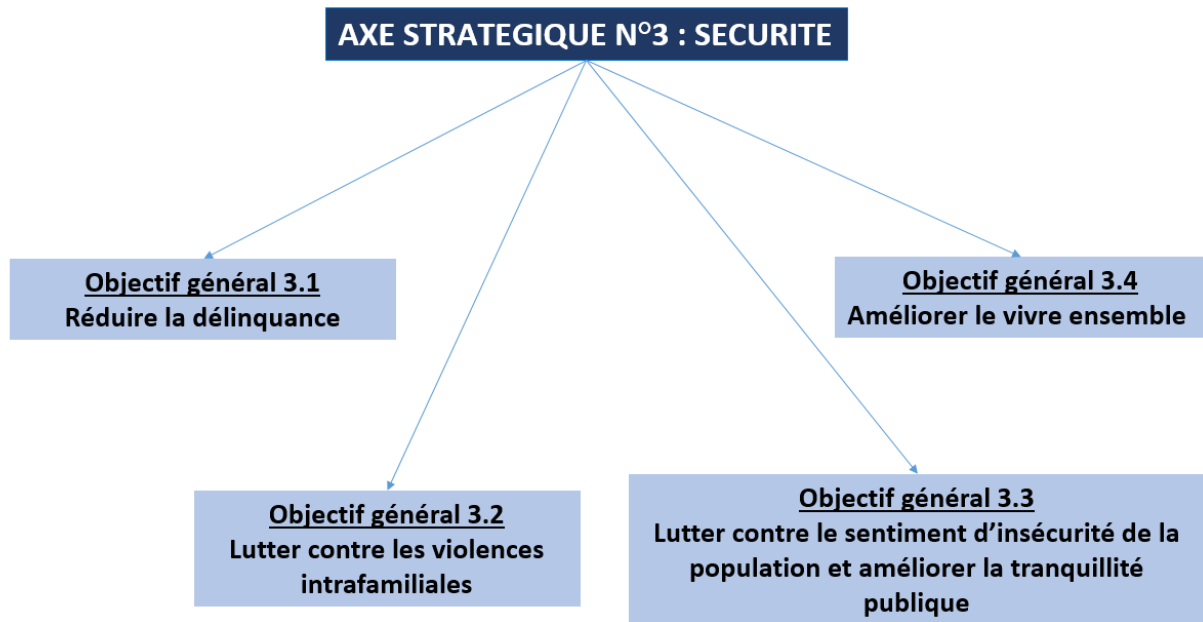 AXE STRATEGIQUE N°3 : SECURITE
Objectif général 3.1
Réduire la délinquance
Objectif général 3.4
Améliorer le vivre ensemble
Objectif général 3.2
Lutter contre les violences
intrafamiliales
Objectif général 3.3
Lutter contre le sentiment d’insécurité de la
population et améliorer la tranquillité
publique